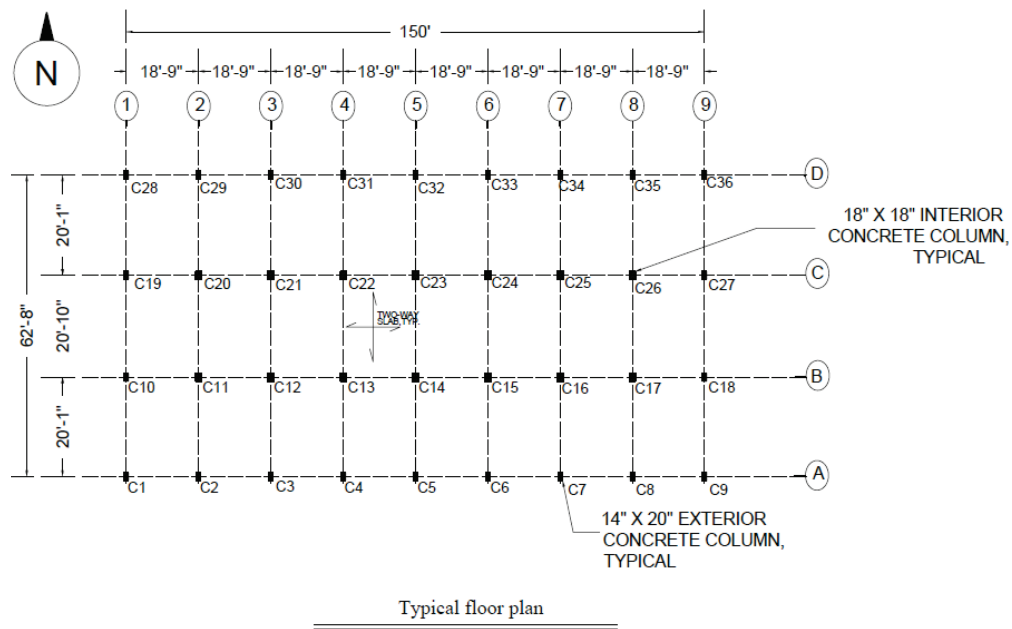 150'
18'-9" 18'-9" 18'-9" 18'-9" 18'-9" 18'-9" 18'-9" 18'-9"
N
1 2 3 4 5 6 7 8 9
C28 C29 C30 C31 C32 C33 C34 C35 C36
D
20'-1"
18" X 18" INTERIOR
CONCRETE COLUMN,
TYPICAL
C19 C20 C21 C22 C23 C24 C25 C26 C27
C
62'-8"
20'-10"
TWO-WAY
SLAB,TYP.
C10 C11 C12 C13 C14 C15 C16 C17 C18
B
20'-1"
C1 C2 C3 C4 C5 C6 C7 C8 C9
A
14" X 20" EXTERIOR
CONCRETE COLUMN,
TYPICAL
Typical floor plan